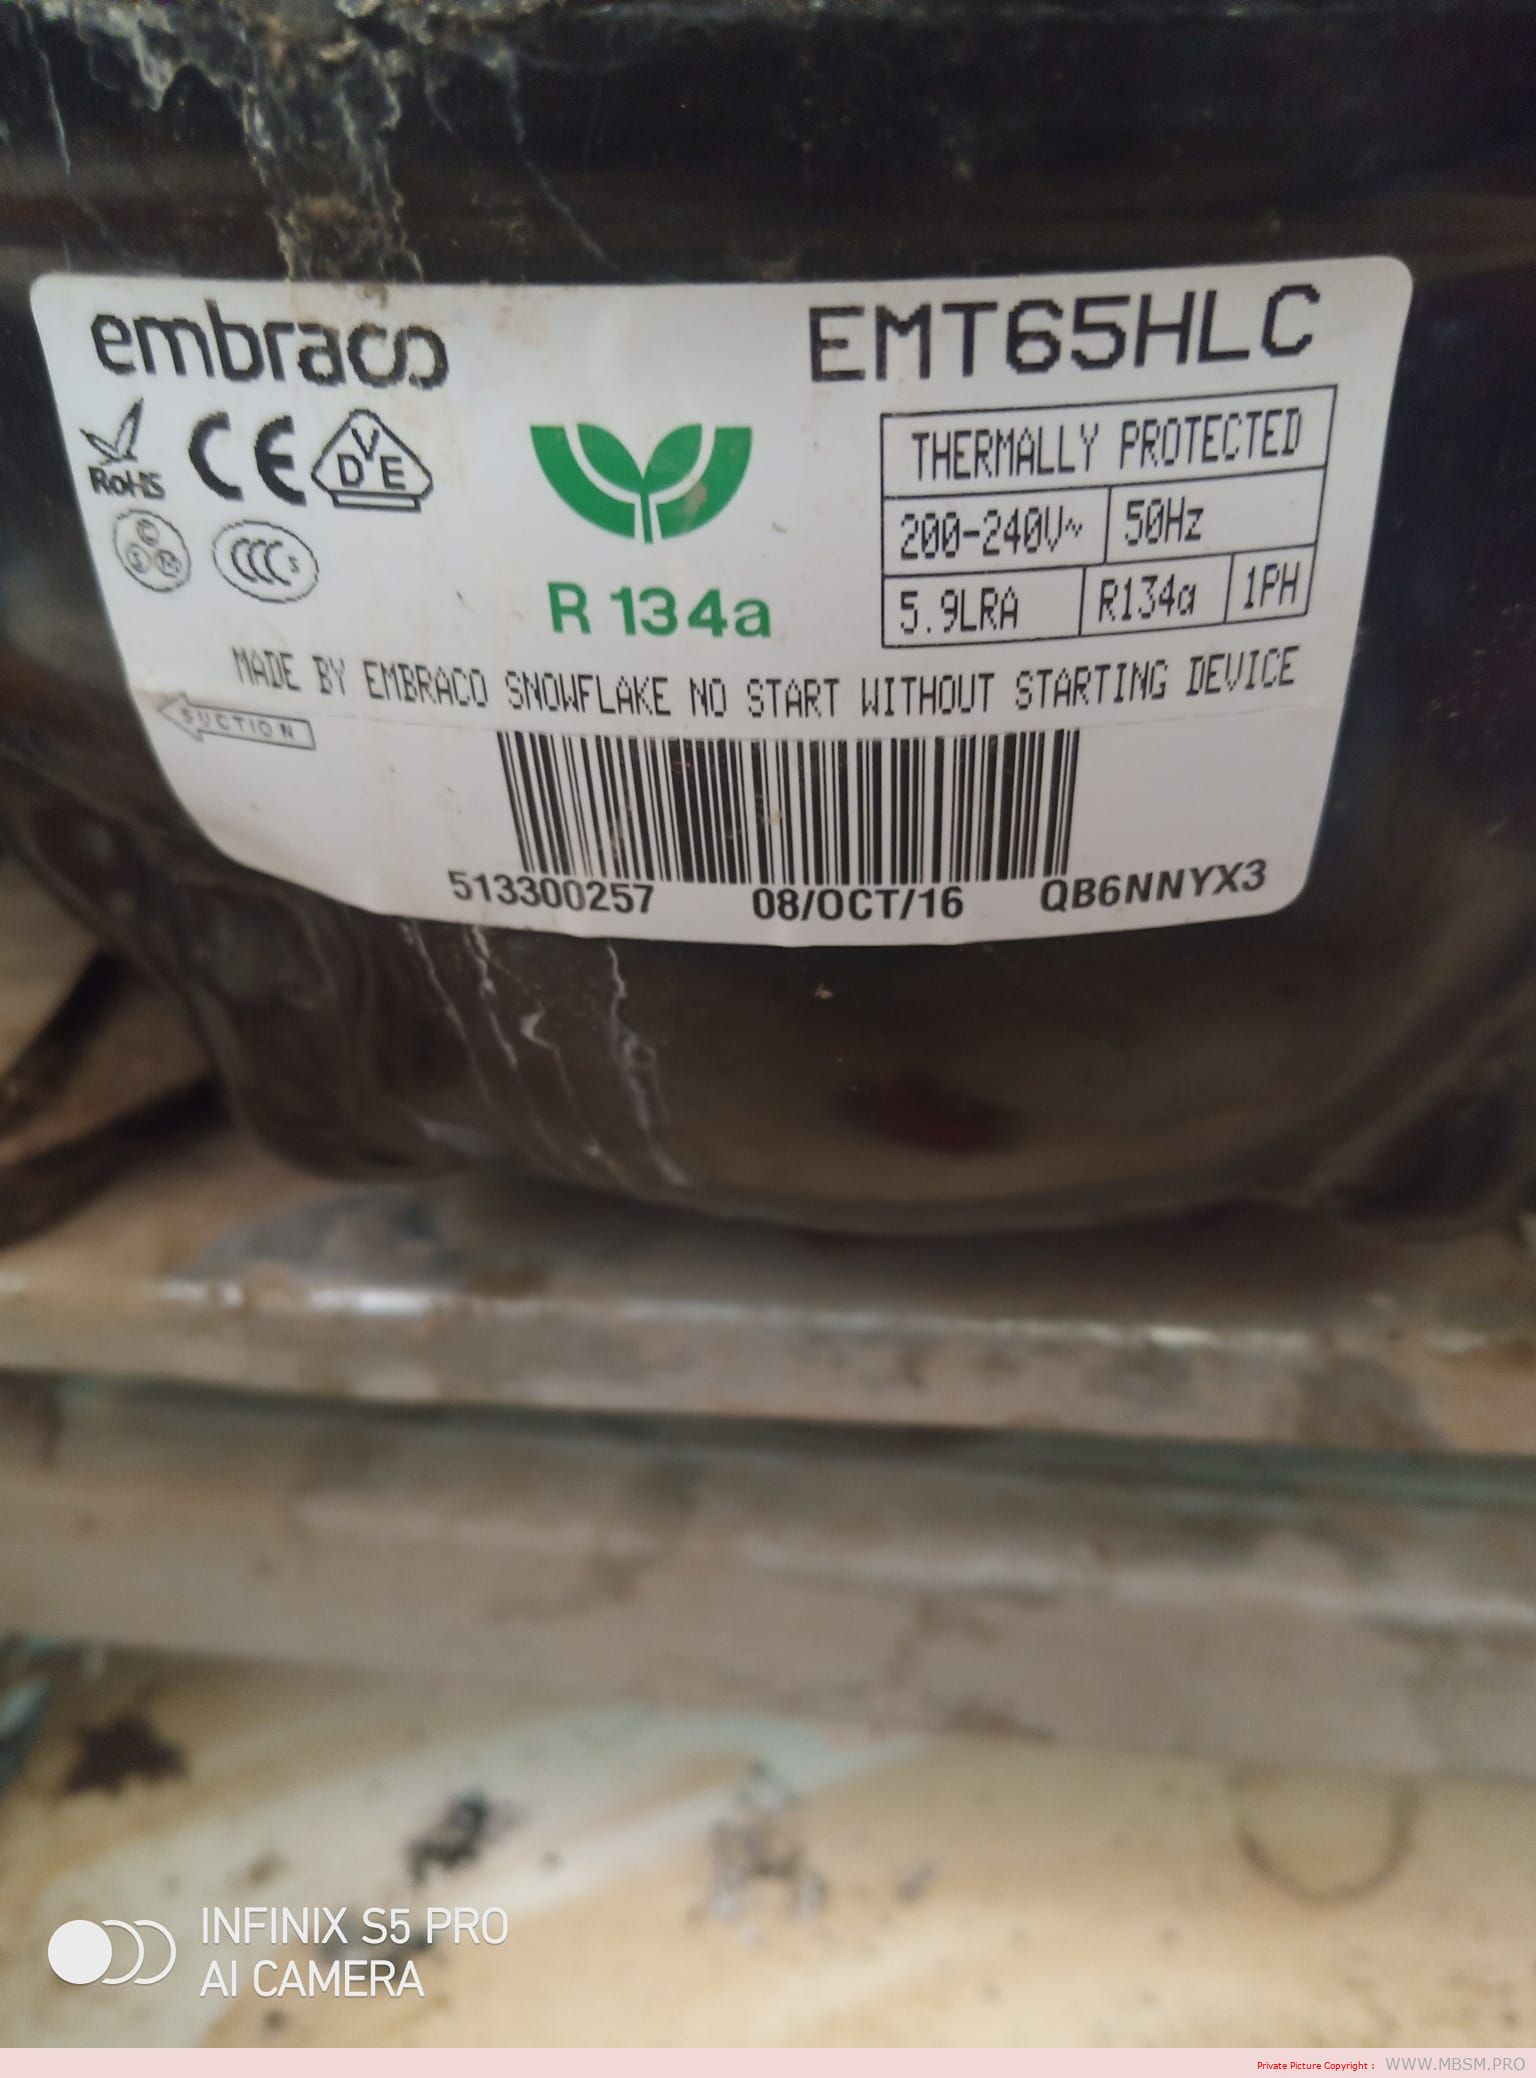 embraco
EMT65HLC
RoHS
CE
VDE
CCC S
R 134a
THERMALLY PROTECTED
200-240V~ 50Hz
5.9LRA R134a 1PH
MADE BY EMBRACO SNOWFLAKE NO START WITHOUT STARTING DEVICE
SUCTION
513300257 08/OCT/16 QB6NNYX3
INFINIX S5 PRO
AI CAMERA
Private Picture Copyright : WWW.MBSM.PRO